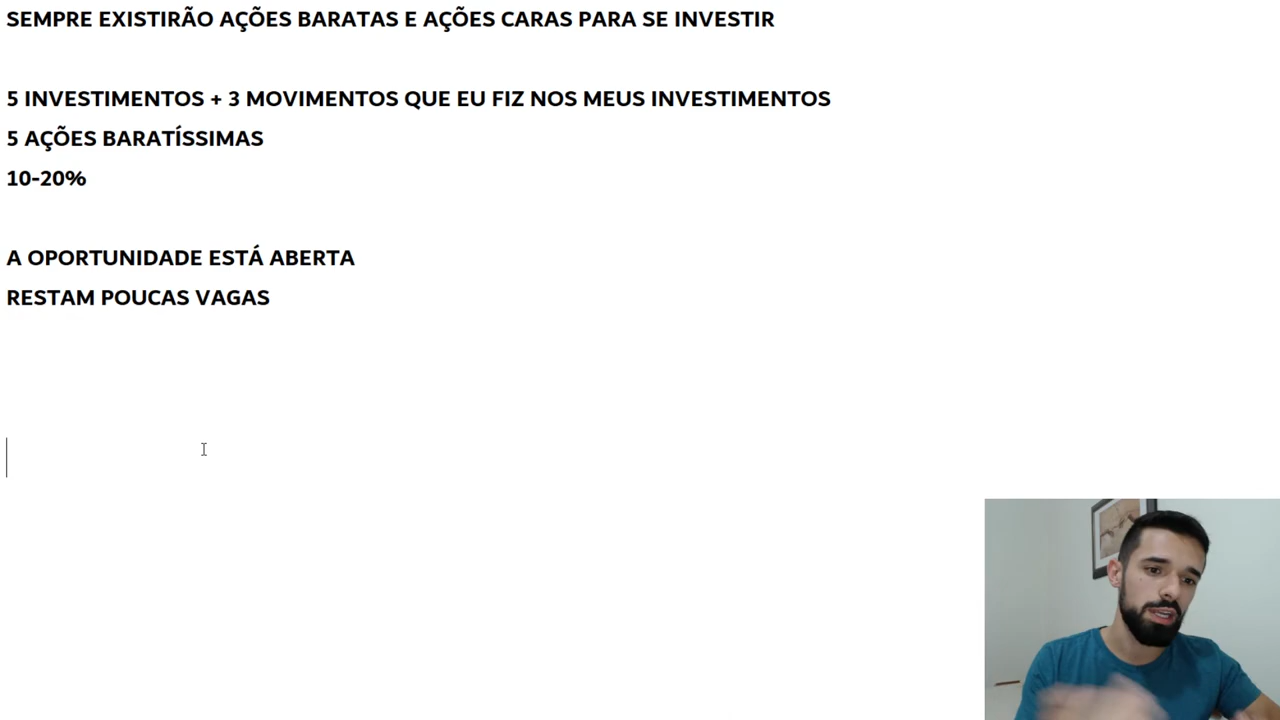 SEMPRE EXISTIRÃO AÇÕES BARATAS E AÇÕES CARAS PARA SE INVESTIR
5 INVESTIMENTOS + 3 MOVIMENTOS QUE EU FIZ NOS MEUS INVESTIMENTOS
5 AÇÕES BARATÍSSIMAS
10-20%
A OPORTUNIDADE ESTÁ ABERTA
RESTAM POUCAS VAGAS